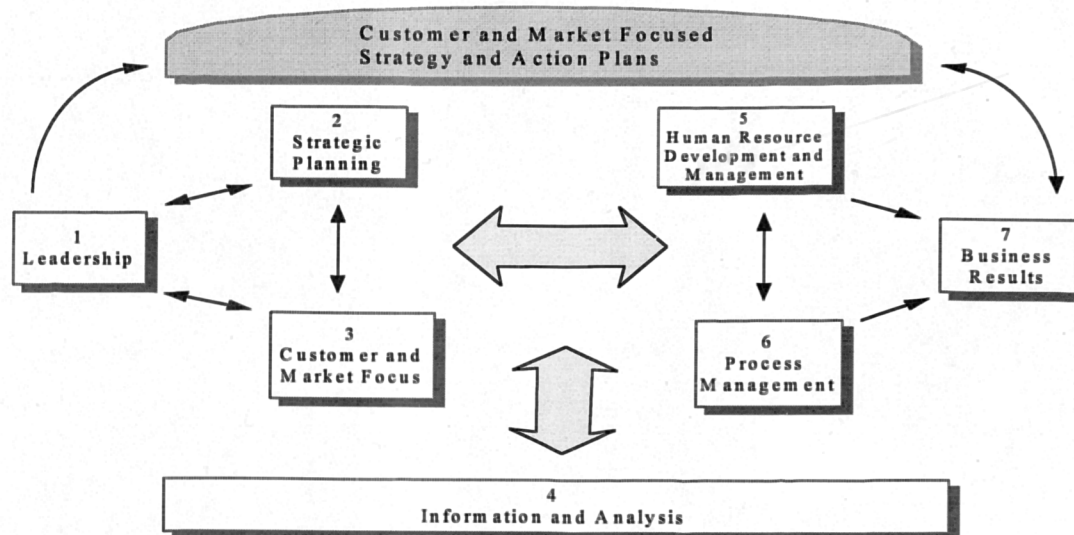 Customer and Market Focused
Strategy and Action Plans
2
Strategic
Planning
5
Human Resource
Development and
Management
1
Leadership
7
Business
Results
3
Customer and
Market Focus
6
Process
Management
4
Information and Analysis